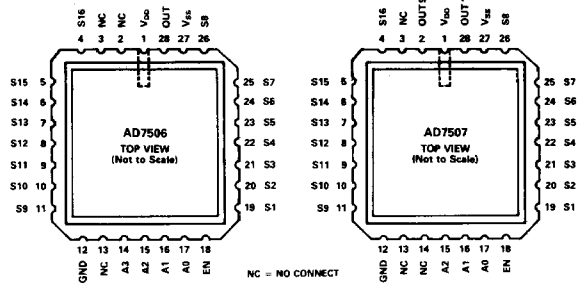 S16 NC NC VDD OUT VSS S8
4 3 2 1 28 27 26
S15 5
S14 6
S13 7
S12 8
S11 9
S10 10
S9 11
AD7506
TOP VIEW
(Not to Scale)
25 S7
24 S6
23 S5
22 S4
21 S3
20 S2
19 S1
12 13 14 15 16 17 18
GND NC A3 A2 A1 A0 EN
S16 NC VDD VSS S8
4 3 2 1 28 27 26
S15 5
S14 6
S13 7
S12 8
S11 9
S10 10
S9 11
AD7507
TOP VIEW
(Not to Scale)
25 S7
24 S6
23 S5
22 S4
21 S3
20 S2
19 S1
12 13 14 15 16 17 18
GND NC NC A2 A1 A0 EN
NC = NO CONNECT